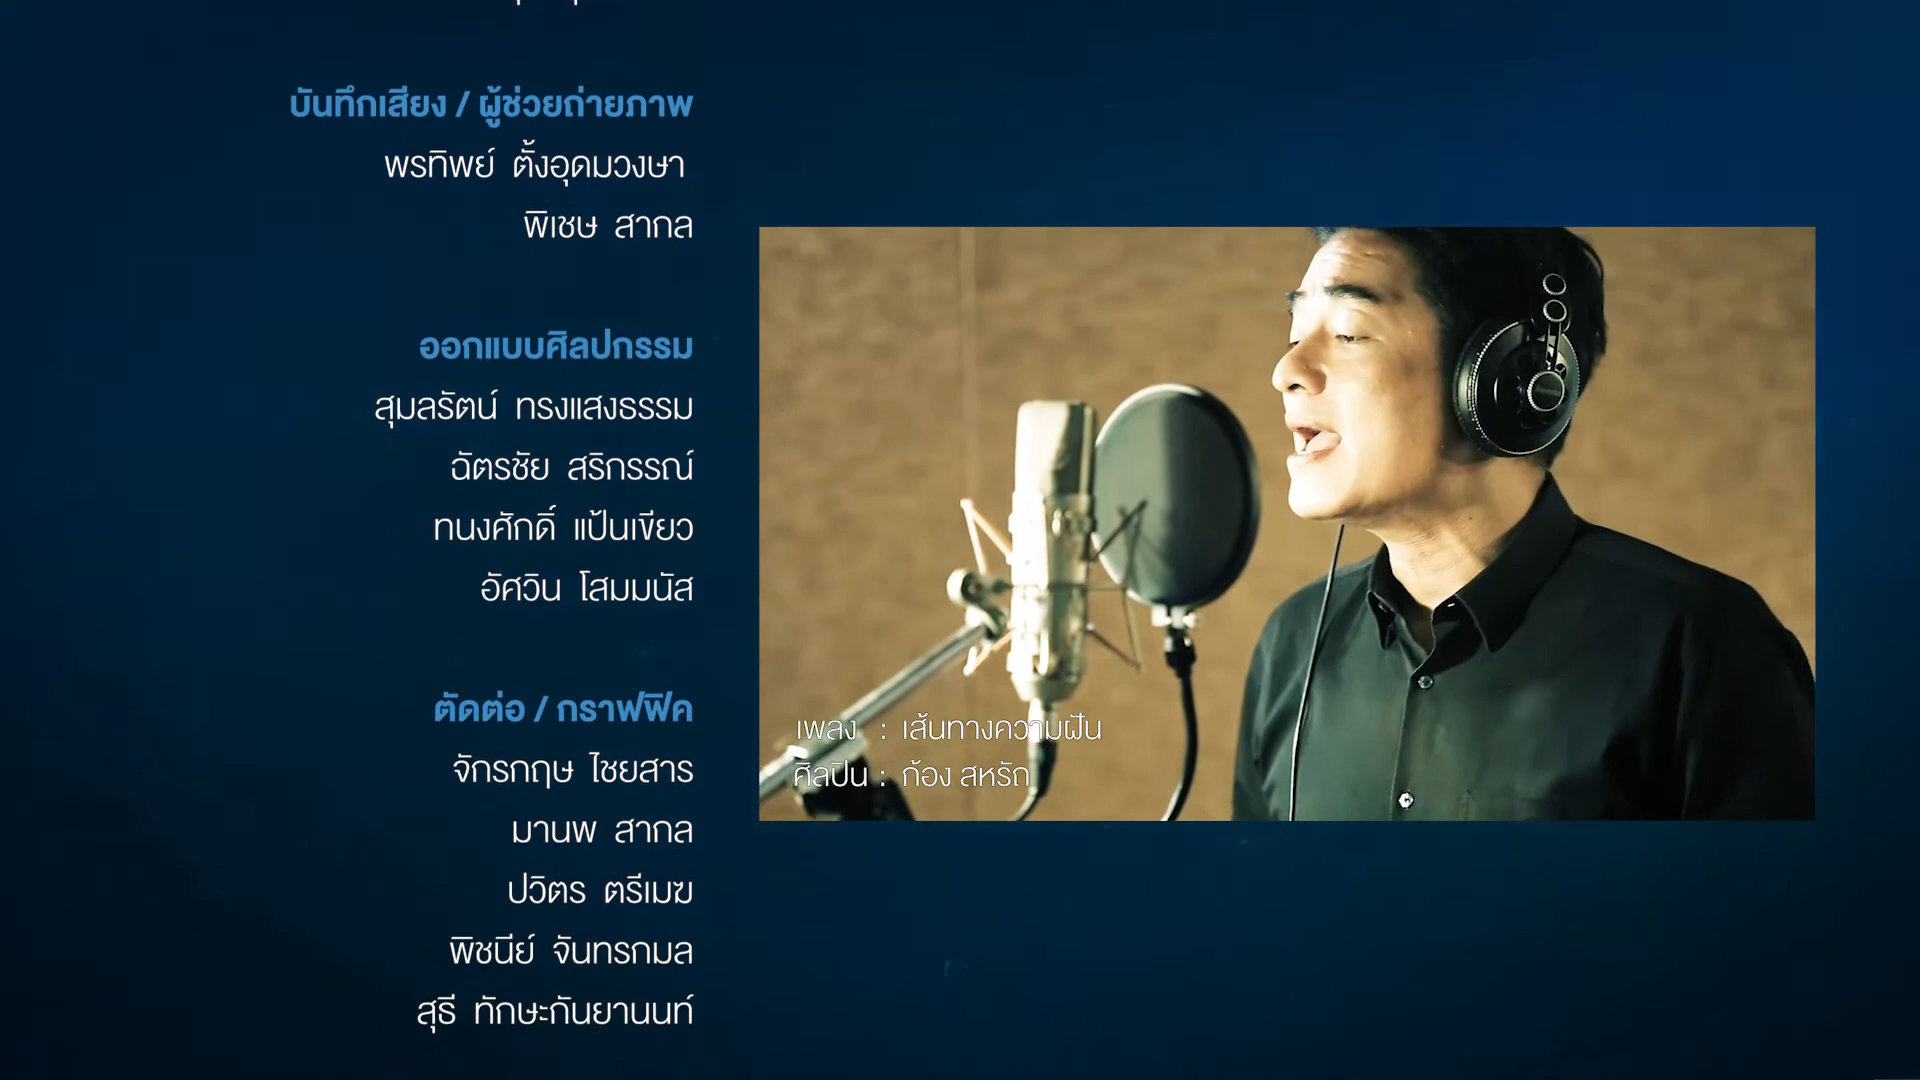 บันทึกเสียง / ผู้ช่วยถ่ายภาพ
พรทิพย์ ตั้งอุดมวงษา
พิเชษ สากล
ออกแบบศิลปกรรม
สุมลรัตน์ ทรงแสงธรรม
ฉัตรชัย สริกรรณ์
ทนงศักดิ์ แป้นเขียว
อัศวิน โสมมนัส
ตัดต่อ / กราฟฟิค
จักรกฤษ ไชยสาร
มานพ สากล
ปวิตร ตรีเมฆ
พิชนีย์ จันทรกมล
สุธี ทักษะกันยานนท์
เพลง : เส้นทางความฝัน
ศิลปิน : ก้อง สหรัถ